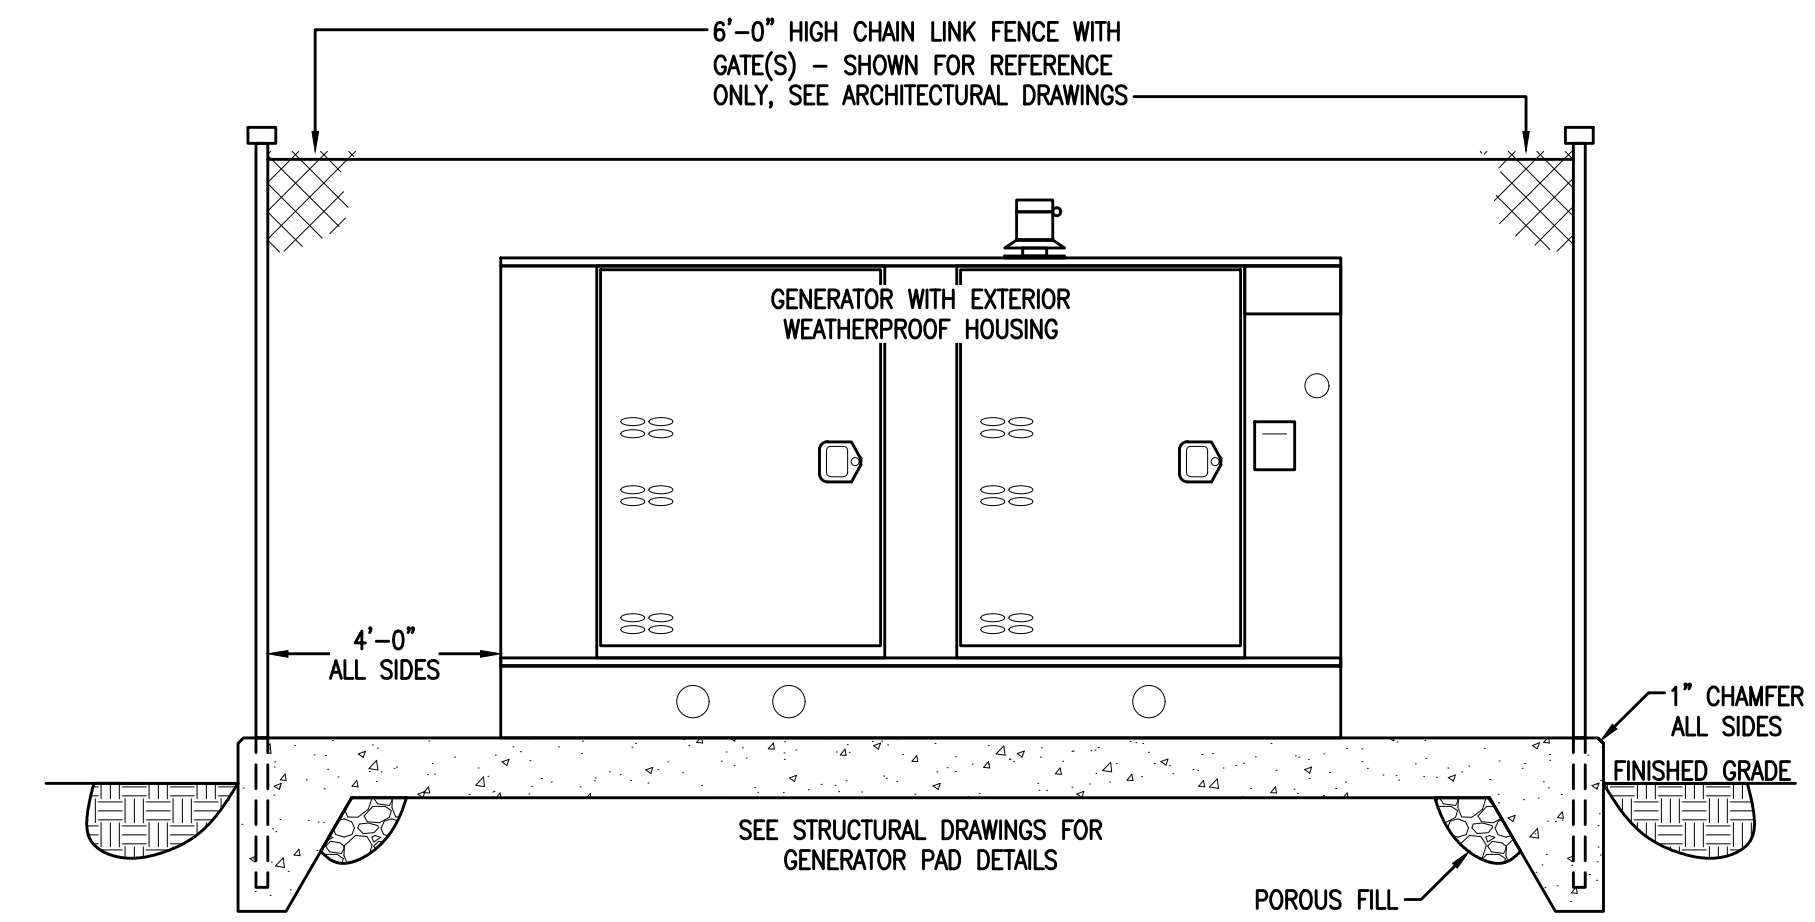 6'-0" HIGH CHAIN LINK FENCE WITH
GATE(S) - SHOWN FOR REFERENCE
ONLY, SEE ARCHITECTURAL DRAWINGS
GENERATOR WITH EXTERIOR
WEATHERPROOF HOUSING
4'-0"
ALL SIDES
1" CHAMFER
ALL SIDES
FINISHED GRADE
SEE STRUCTURAL DRAWINGS FOR
GENERATOR PAD DETAILS
POROUS FILL